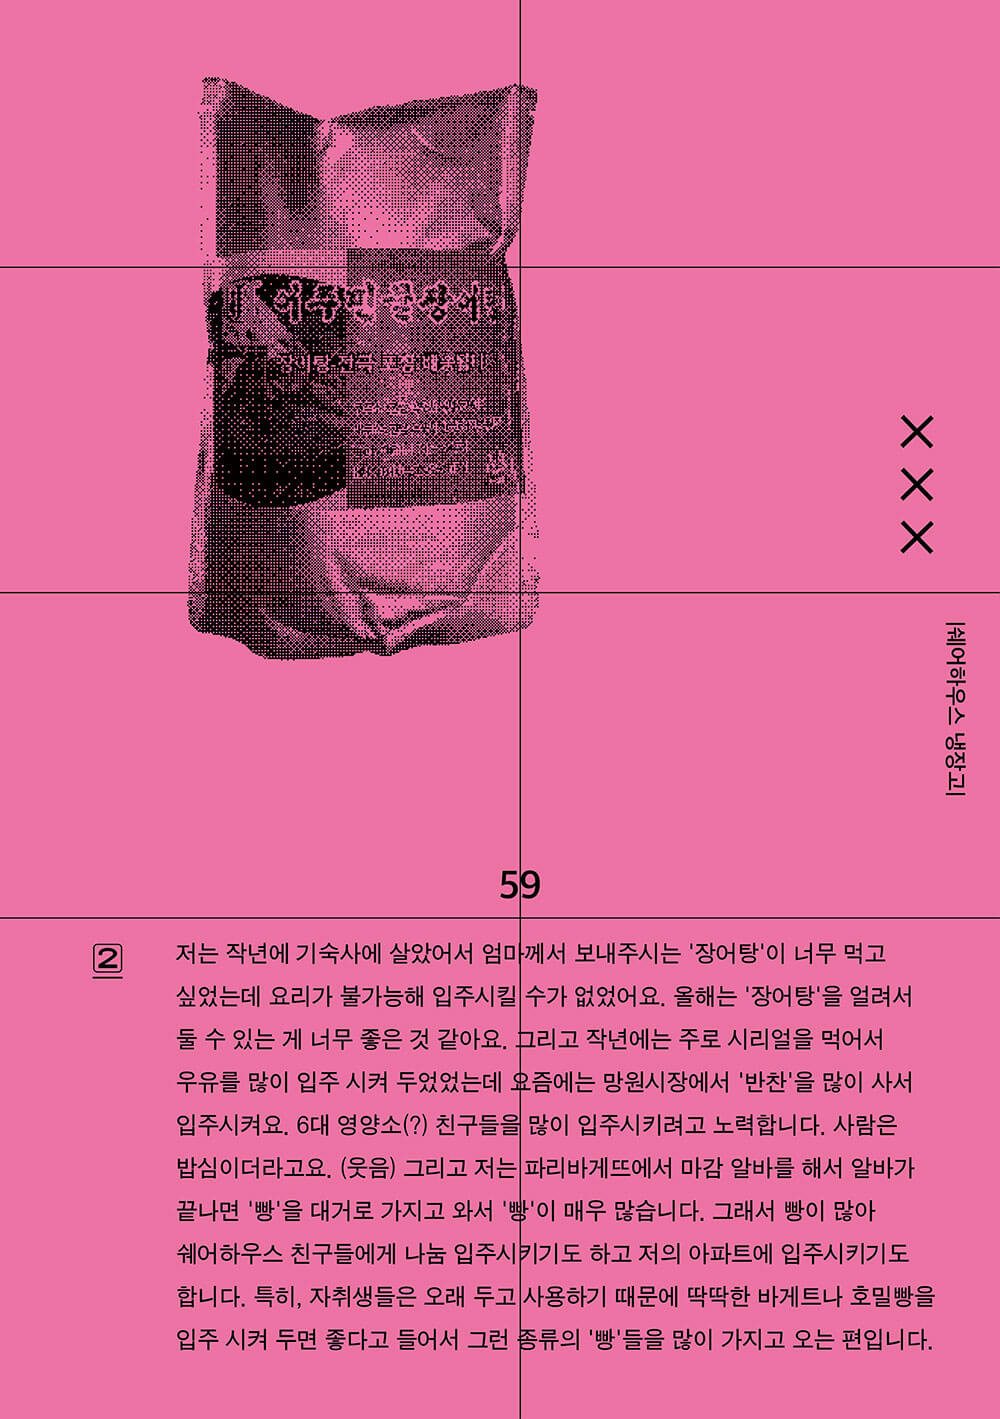 장어탕 전국 포장
|쉐어하우스 냉장고|
59
2
저는 작년에 기숙사에 살았어서 엄마께서 보내주시는 '장어탕'이 너무 먹고
싶었는데 요리가 불가능해 입주시킬 수가 없었어요. 올해는 '장어탕'을 얼려서
둘 수 있는 게 너무 좋은 것 같아요. 그리고 작년에는 주로 시리얼을 먹어서
우유를 많이 입주 시켜 두었었는데 요즘에는 망원시장에서 '반찬'을 많이 사서
입주시켜요. 6대 영양소(?) 친구들을 많이 입주시키려고 노력합니다. 사람은
밥심이더라고요. (웃음) 그리고 저는 파리바게뜨에서 마감 알바를 해서 알바가
끝나면 '빵'을 대거로 가지고 와서 '빵'이 매우 많습니다. 그래서 빵이 많아
쉐어하우스 친구들에게 나눔 입주시키기도 하고 저의 아파트에 입주시키기도
합니다. 특히, 자취생들은 오래 두고 사용하기 때문에 딱딱한 바게트나 호밀빵을
입주 시켜 두면 좋다고 들어서 그런 종류의 '빵'들을 많이 가지고 오는 편입니다.